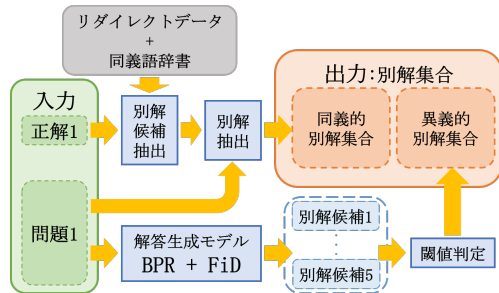 リダイレクトデータ
+
同義語辞書
入力
正解1
問題1
別解
候補
抽出
別解
抽出
出力:別解集合
同義的
別解集合
異義的
別解集合
解答生成モデル
BPR + FiD
別解候補1
別解候補5
閾値判定